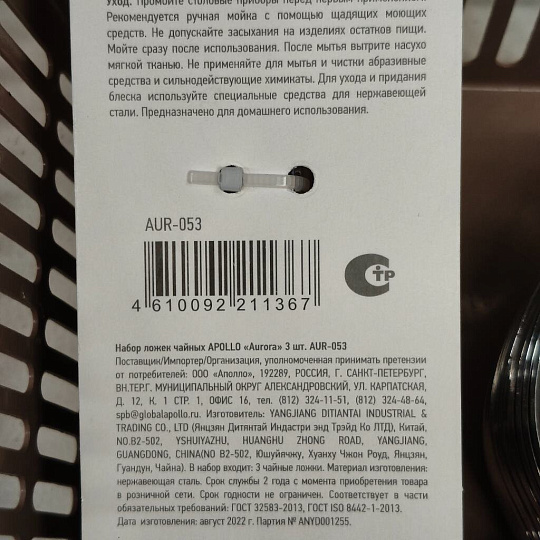 Уход: Промойте столовые приборы перед первым применением.
Рекомендуется ручная мойка с помощью щадящих моющих
средств. Не допускайте засыхания на изделиях остатков пищи.
Мойте сразу после использования. После мытья вытрите насухо
мягкой тканью. Не применяйте для мытья и чистки абразивные
средства и сильнодействующие химикаты. Для ухода и придания
блеска используйте специальные средства для нержавеющей
стали. Предназначено для домашнего использования.
AUR-053
4 610092 211367
СТР
Набор ложек чайных APOLLO «Aurora» 3 шт. AUR-053
Поставщик/Импортер/Организация, уполномоченная принимать претензии
от потребителей: ООО «Аполло», 192289, РОССИЯ, Г. САНКТ-ПЕТЕРБУРГ,
ВН.ТЕР.Г. МУНИЦИПАЛЬНЫЙ ОКРУГ АЛЕКСАНДРОВСКИЙ, УЛ. КАРПАТСКАЯ,
Д. 12, К. 1 СТР. 1, ОФИС 16, тел. (812) 324-11-51, (812) 324-48-64,
spb@globalapollo.ru. Изготовитель: YANGJIANG DITIANTAI INDUSTRIAL &
TRADING CO., LTD (Янцзян Дитянтай Индастри энд Трэйд Ко ЛТД), Китай,
NO.B2-502, YSHUIYAZHU, HUANGHU ZHONG ROAD, YANGJIANG,
GUANGDONG, CHINA(NO B2-502, Юшуйячжу, Хуанху Чжон Роуд, Янцзян,
Гуандун, Чайна). В набор входит: 3 чайные ложки. Материал изготовления:
нержавеющая сталь. Срок службы 2 года с момента приобретения товара
в розничной сети. Срок годности не ограничен. Соответствует в части
обязательных требований ГОСТ 32583-2013, ГОСТ ISO 8442-1-2013.
Дата изготовления: август 2022 г. Партия № ANYD001255.